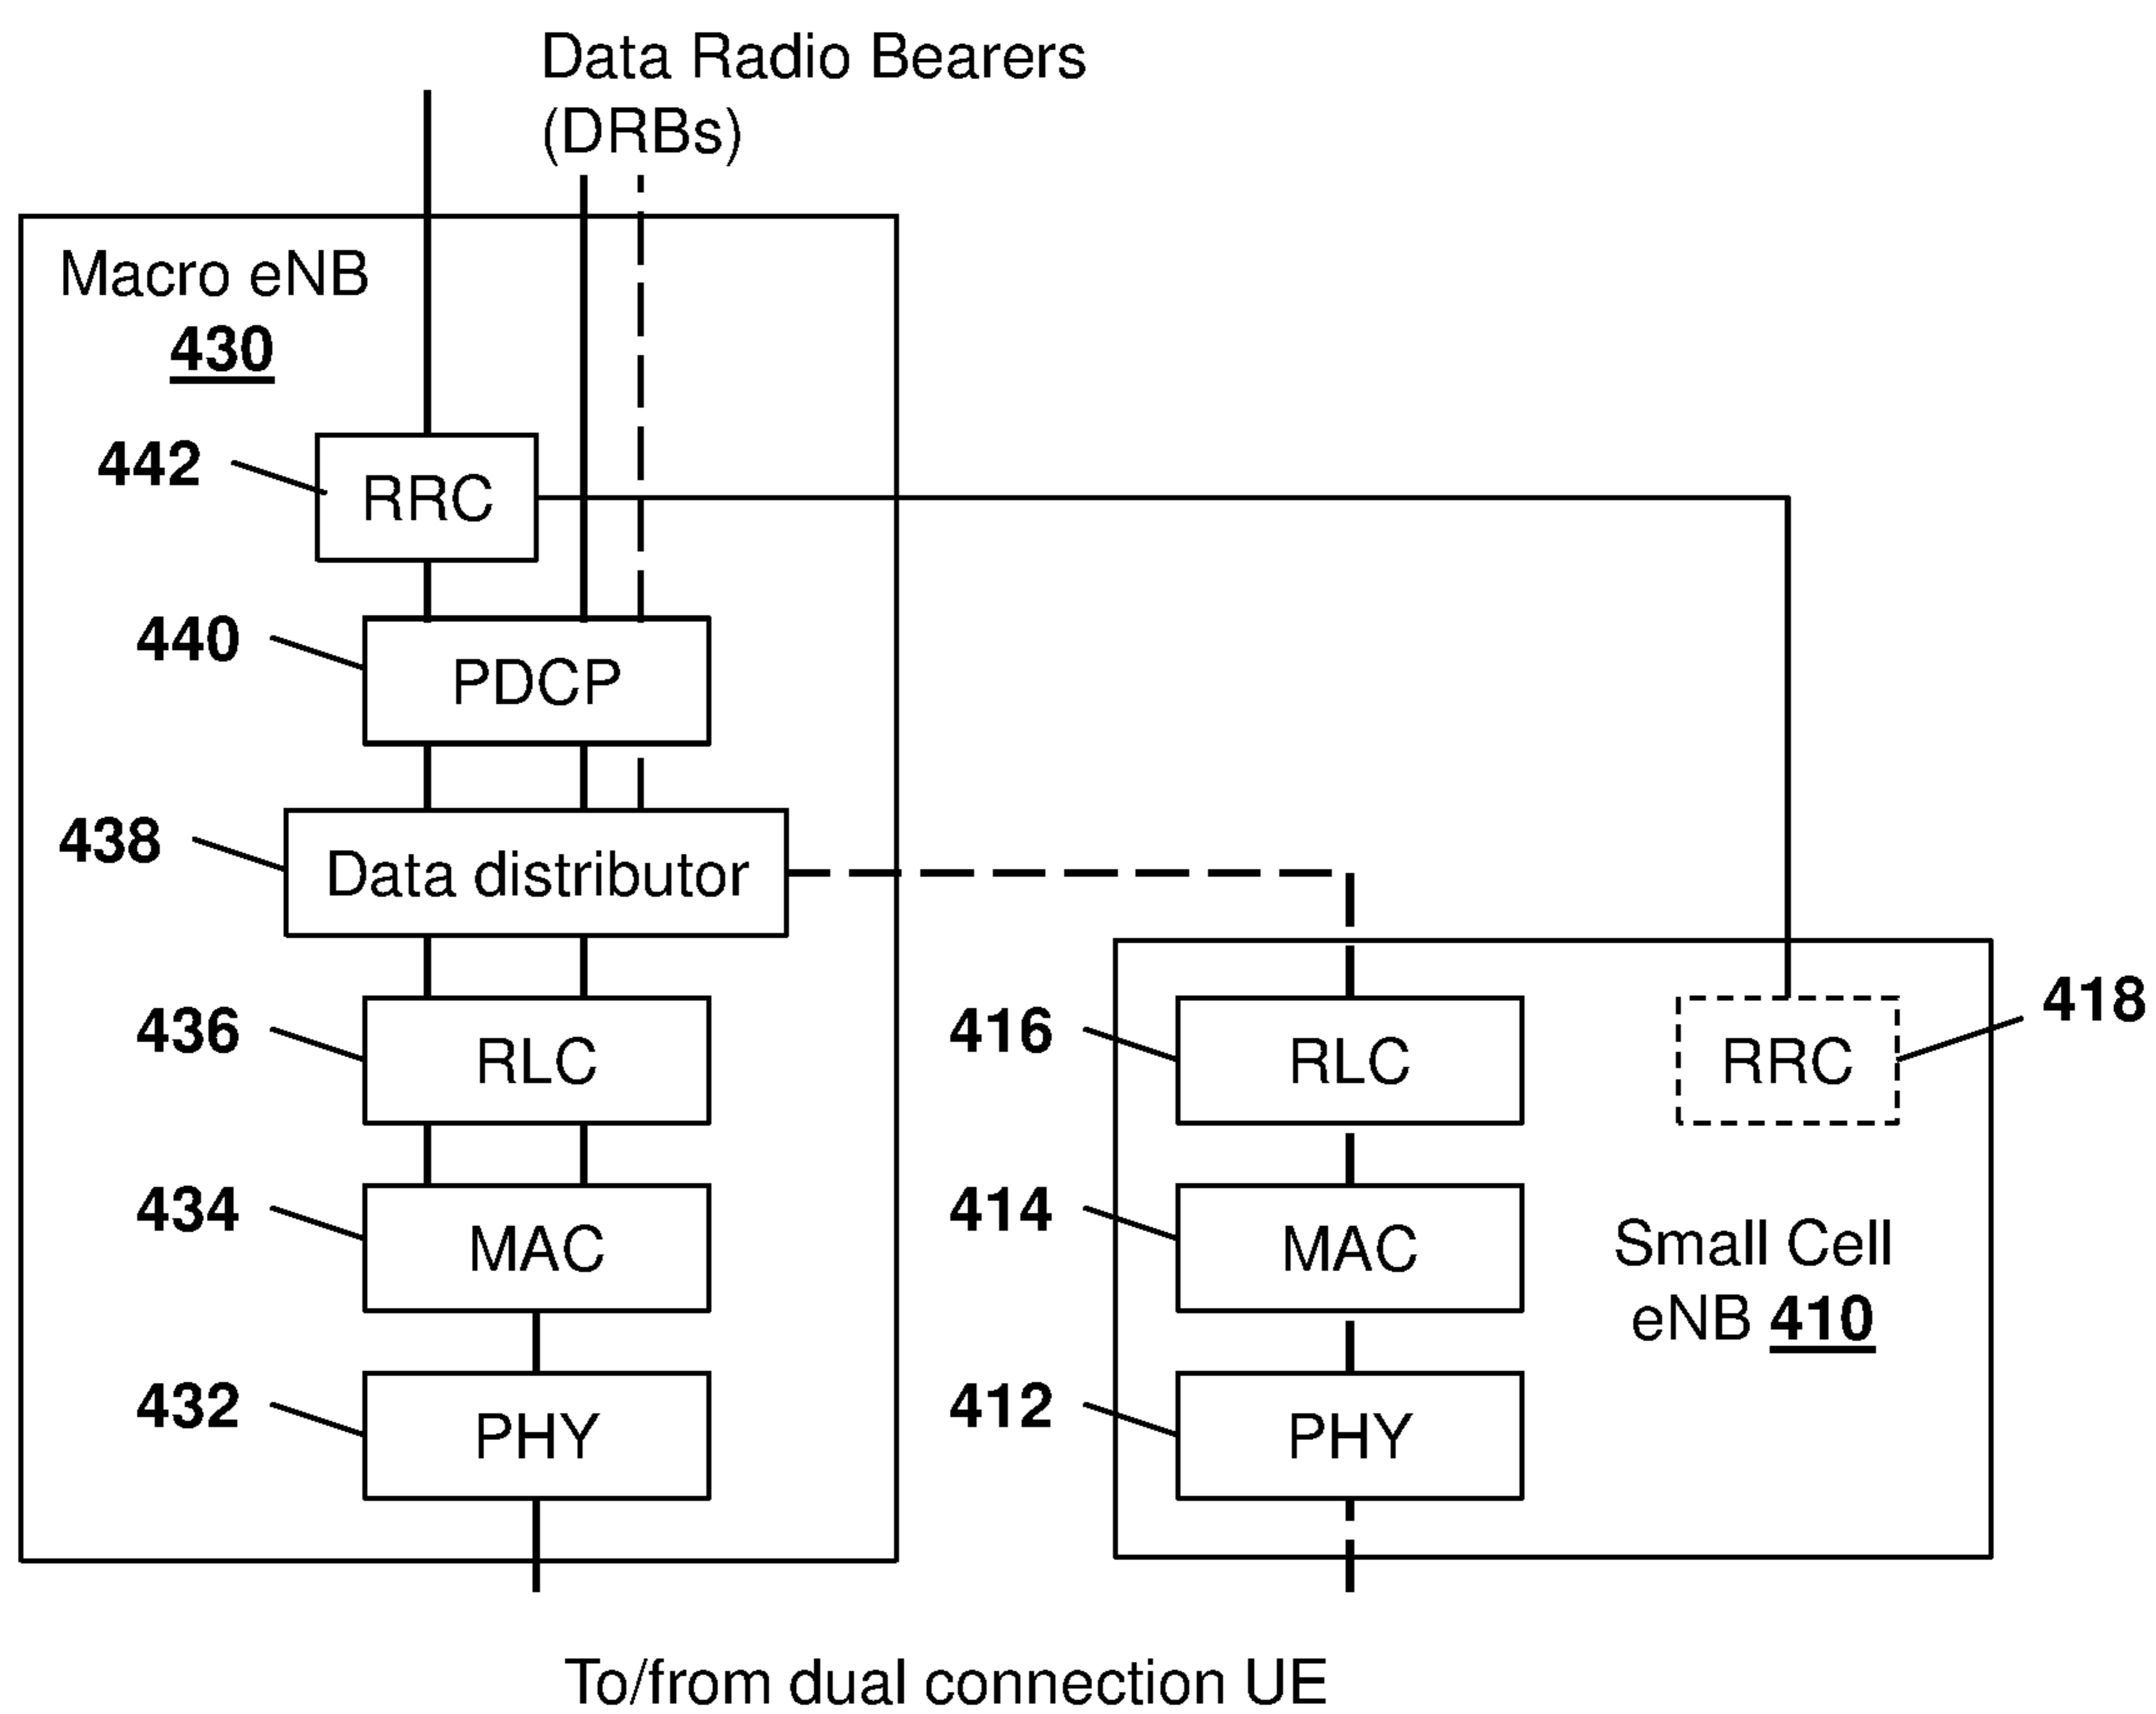 Data Radio Bearers
(DRBs)
Macro eNB
430
442
RRC
440
PDCP
438
Data distributor
436
RLC
416
RLC
RRC
418
434
MAC
414
MAC
Small Cell
eNB 410
432
PHY
412
PHY
To/from dual connection UE